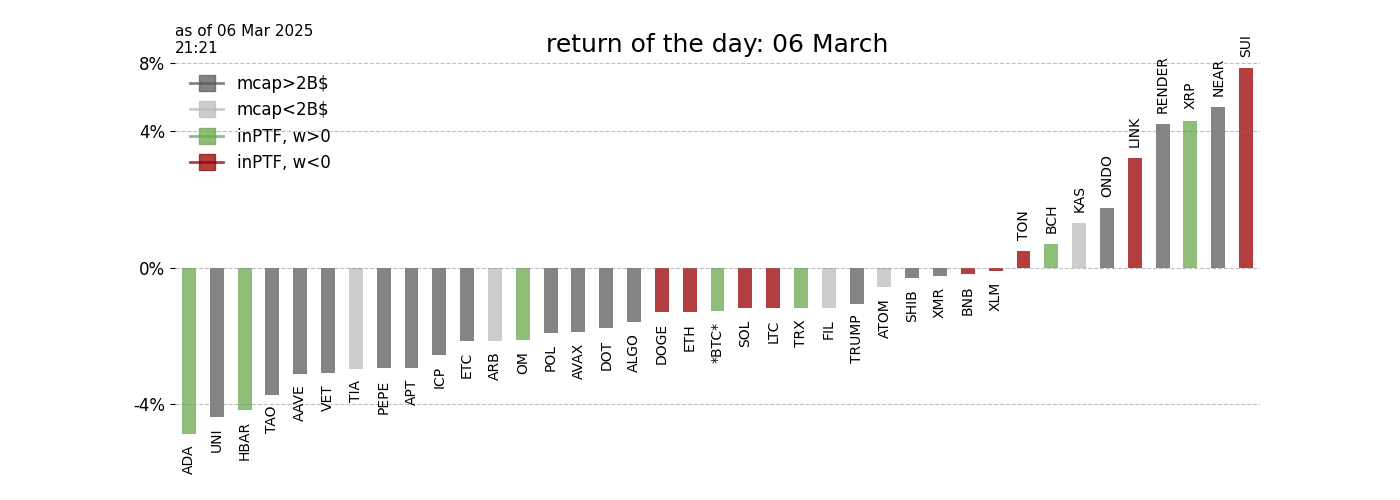 as of 06 Mar 2025
21:21
return of the day: 06 March
8%
4%
0%
-4%
mcap>2B$
mcap<2B$
inPTF, w>0
inPTF, w<0
ADA
UNI
HBAR
TAO
AAVE
VET
TIA
PEPE
APT
ICP
ETC
ARB
OM
POL
AVAX
DOT
ALGO
DOGE
ETH
*BTC*
SOL
LTC
TRX
FIL
TRUMP
ATOM
SHIB
XMR
BNB
XLM
TON
BCH
KAS
ONDO
LINK
RENDER
XRP
NEAR
SUI